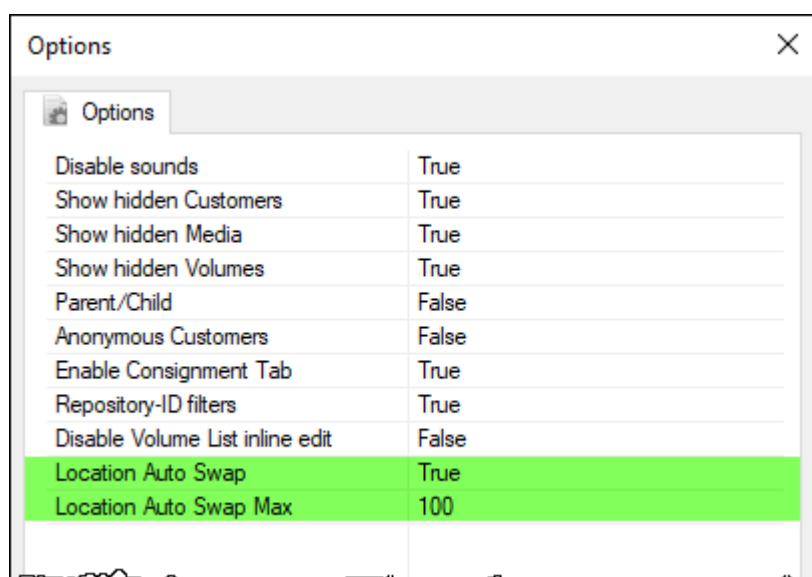 Options
Options
Disable sounds True
Show hidden Customers True
Show hidden Media True
Show hidden Volumes True
Parent/Child False
Anonymous Customers False
Enable Consignment Tab True
Repository-ID filters True
Disable Volume List inline edit False
Location Auto Swap True
Location Auto Swap Max 100